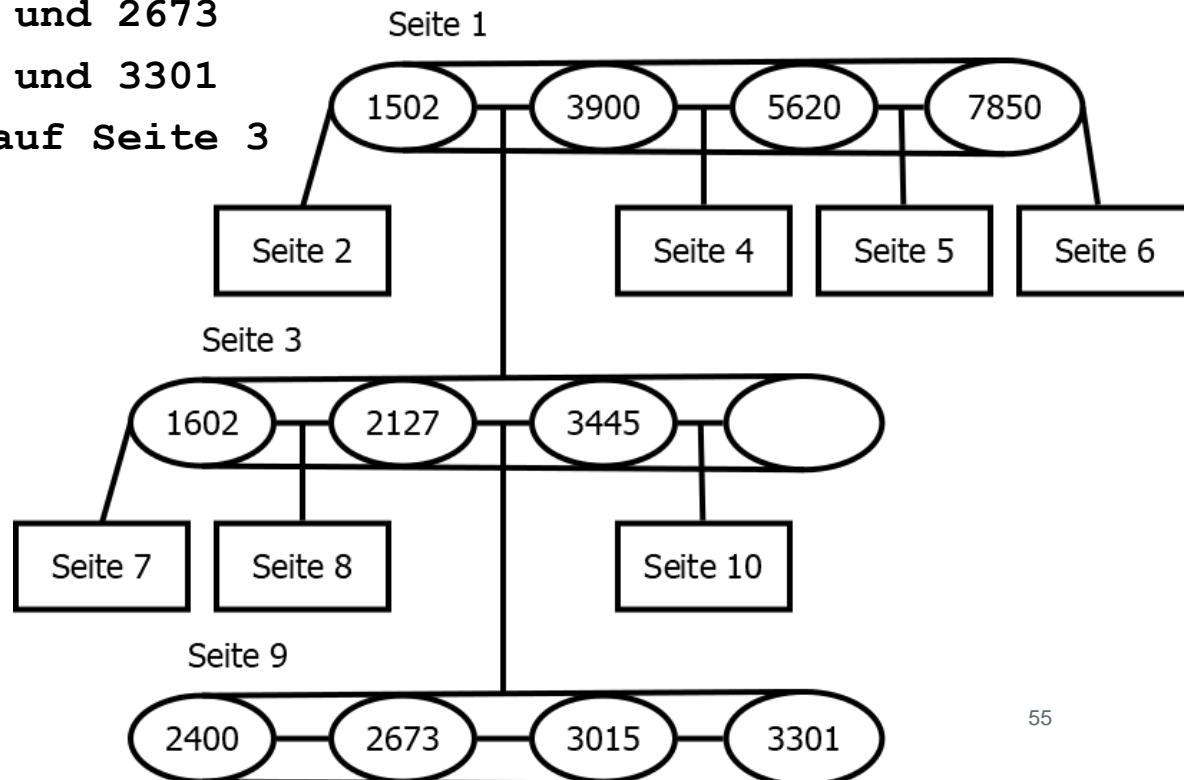 und 2673
und 3301
auf Seite 3
Seite 1
1502 3900 5620 7850
Seite 2 Seite 4 Seite 5 Seite 6
Seite 3
1602 2127 3445
Seite 7 Seite 8 Seite 10
Seite 9
2400 2673 3015 3301
55